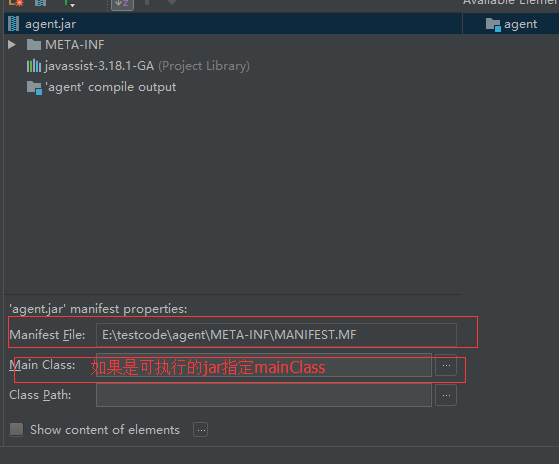 Available Elemen
agent.jar
agent
META-INF
javassist-3.18.1-GA (Project Library)
'agent' compile output
'agent.jar' manifest properties:
Manifest File: E:\testcode\agent\META-INF\MANIFEST.MF
Main Class: 如果是可执行的jar指定mainClass ...
Class Path: ...
Show content of elements ...